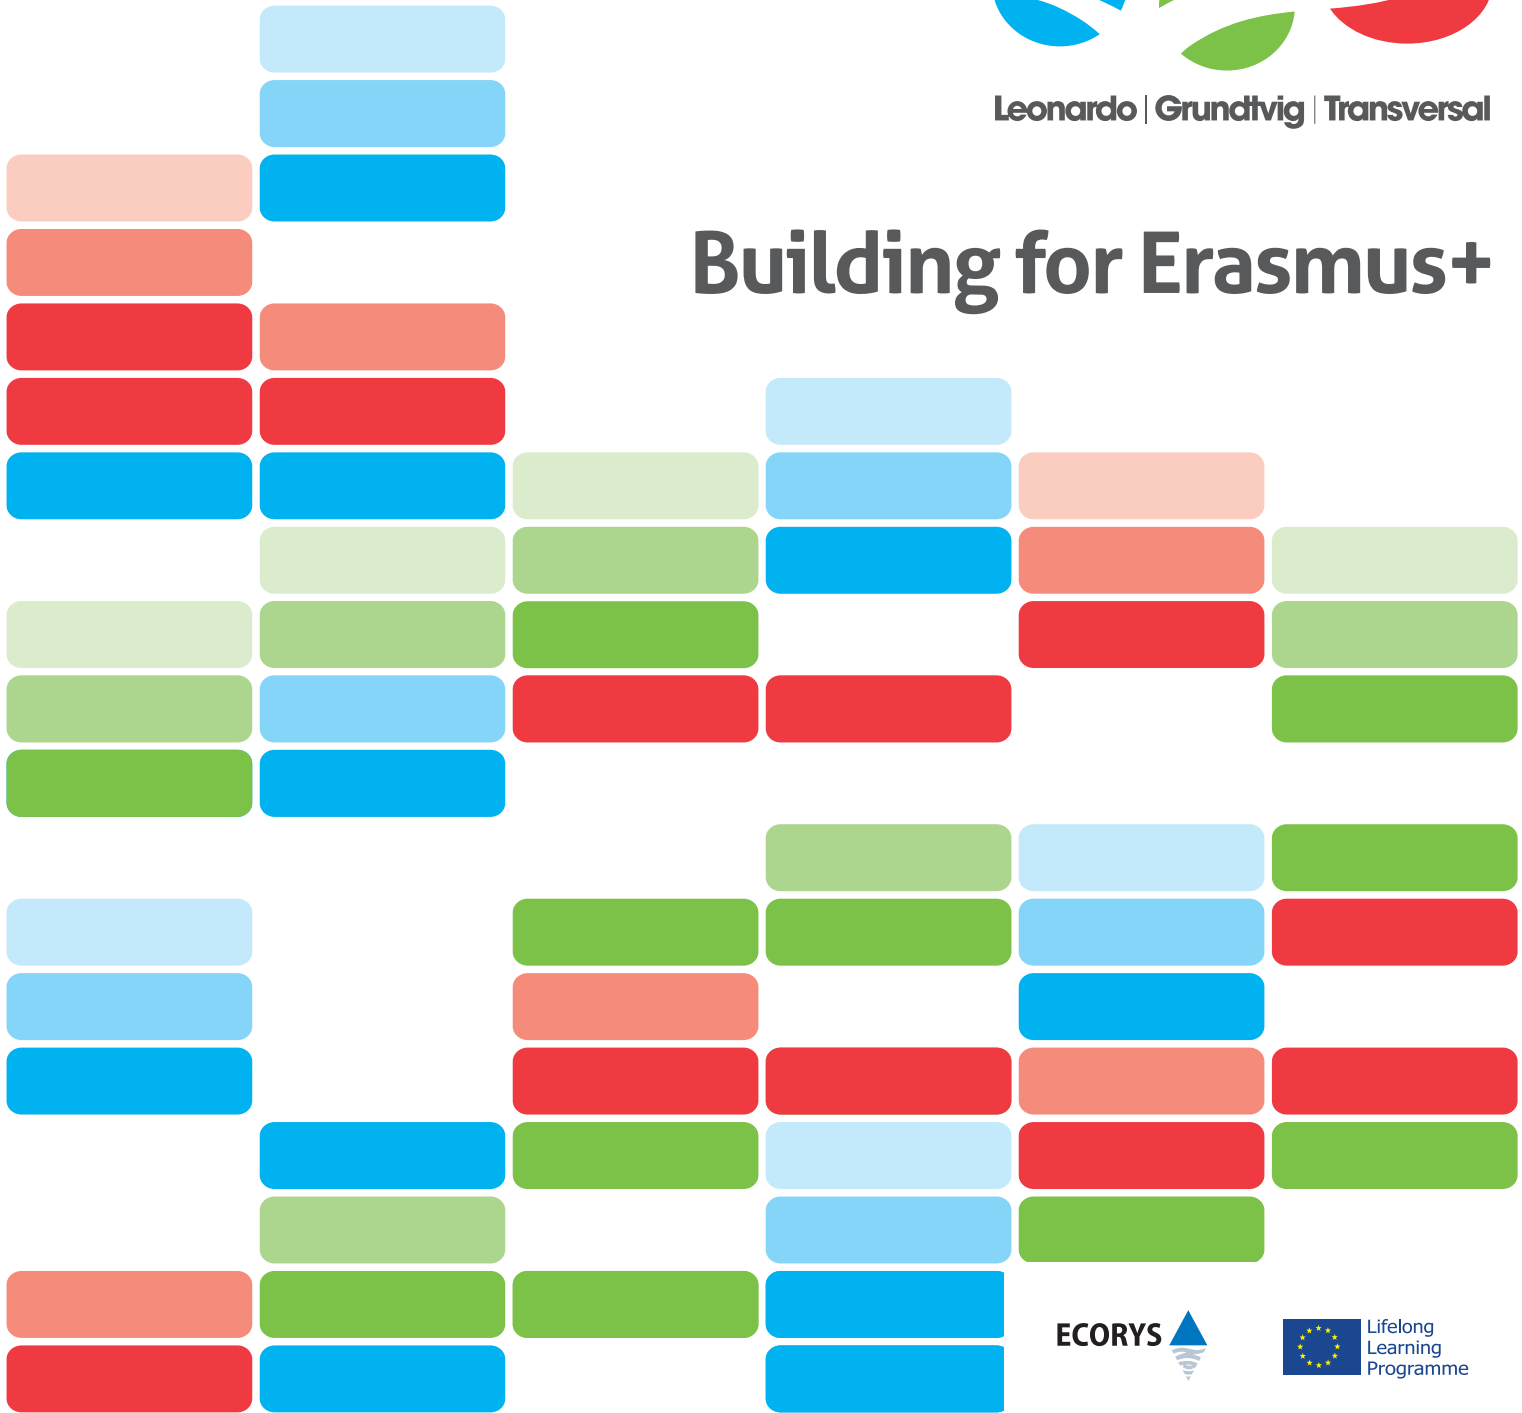 Leonardo | Grundtvig | Transversal
Building for Erasmus+
ECORYS
Lifelong
Learning
Programme